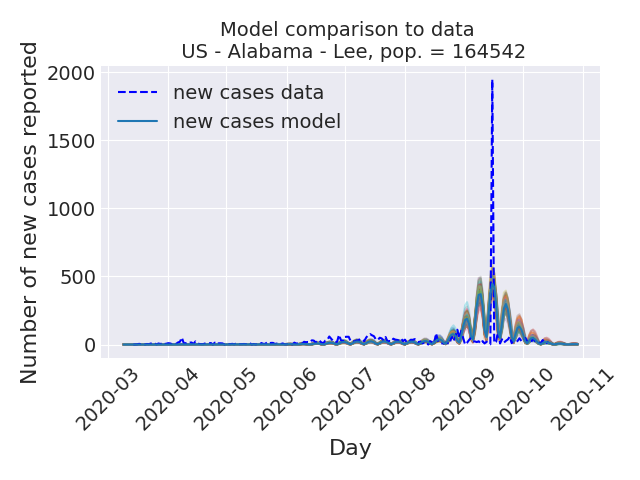 Model comparison to data
US - Alabama - Lee, pop. = 164542
Number of new cases reported
2000
1500
1000
500
0
new cases data
new cases model
2020-03
2020-04
2020-05
2020-06
2020-07
2020-08
2020-09
2020-10
2020-11
Day